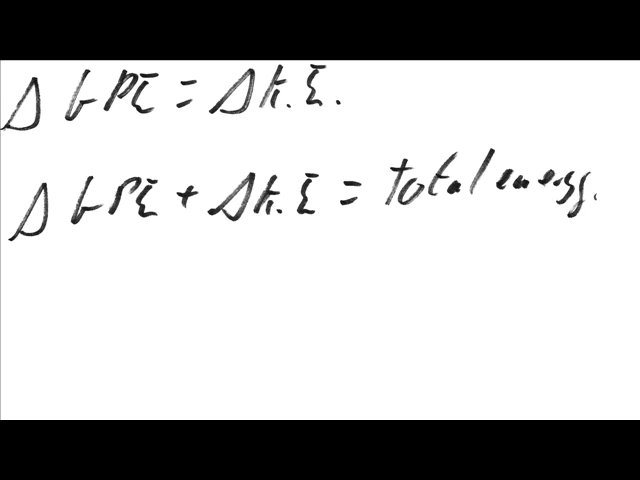 Δ GPE = Δ K.E.
Δ GPE + Δ K.E = total energy.